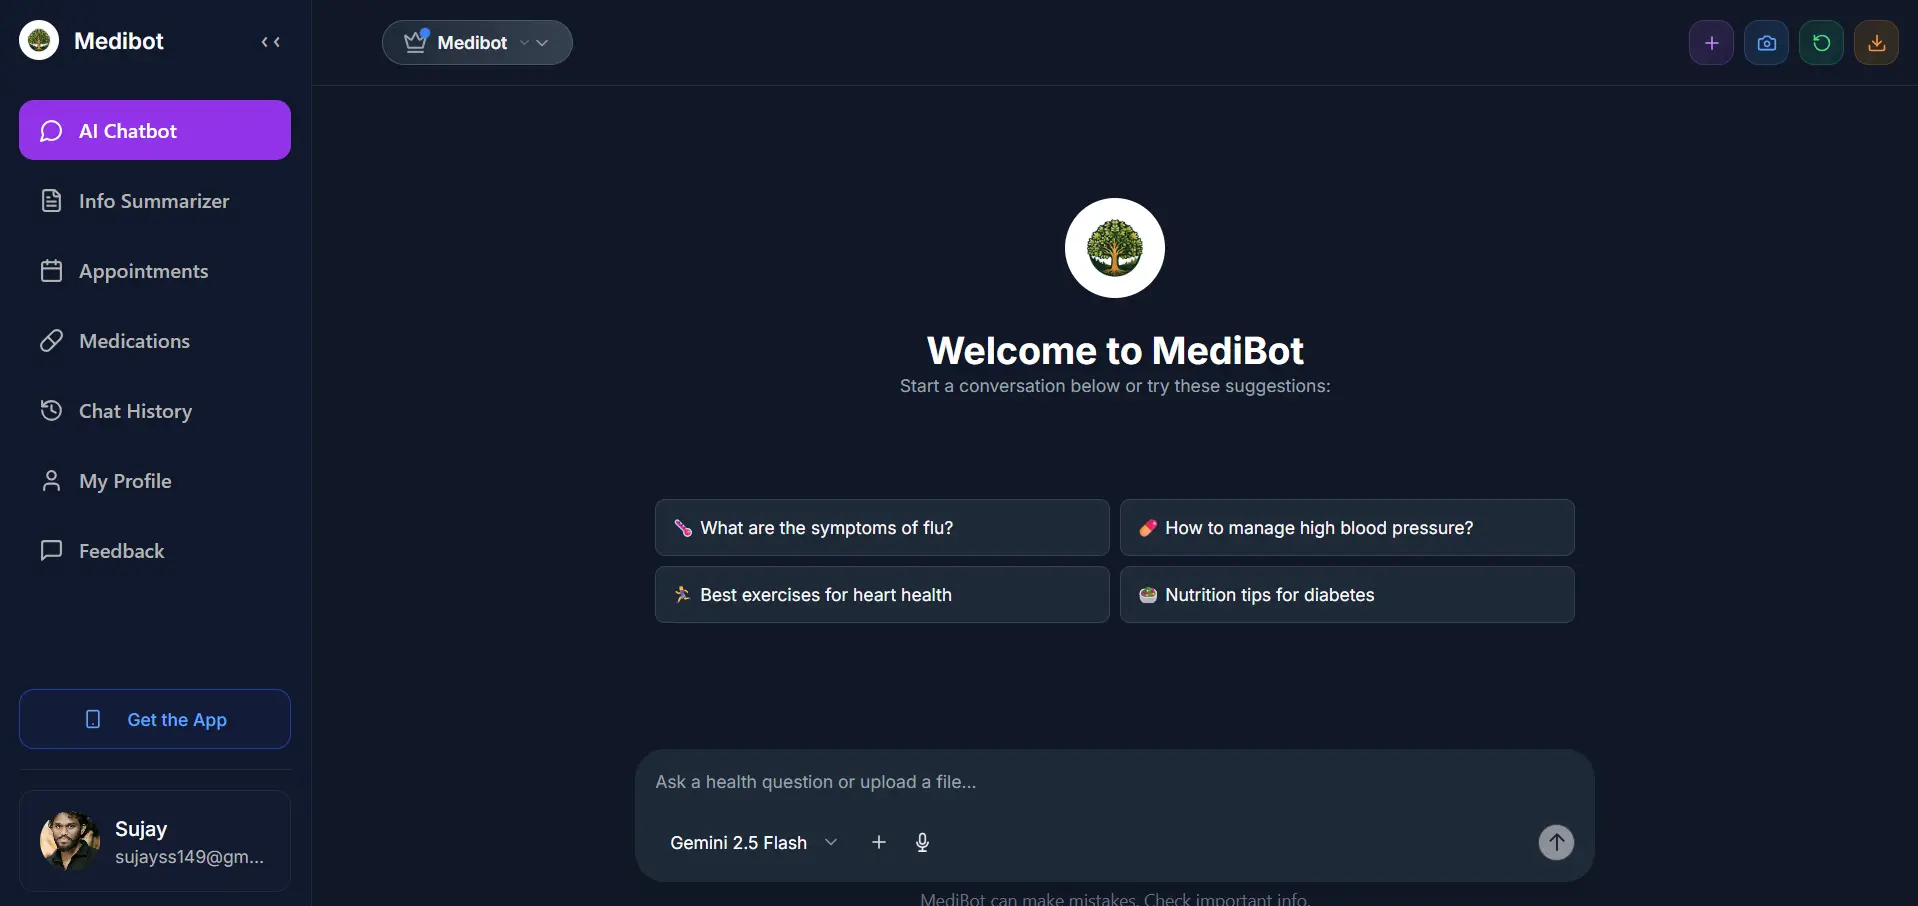 Medibot
AI Chatbot
Info Summarizer
Appointments
Medications
Chat History
My Profile
Feedback
Get the App
Sujay
sujayss149@gm...
Medibot
Welcome to MediBot
Start a conversation below or try these suggestions:
What are the symptoms of flu?
How to manage high blood pressure?
Best exercises for heart health
Nutrition tips for diabetes
Ask a health question or upload a file...
Gemini 2.5 Flash
MediBot can make mistakes. Check important info.